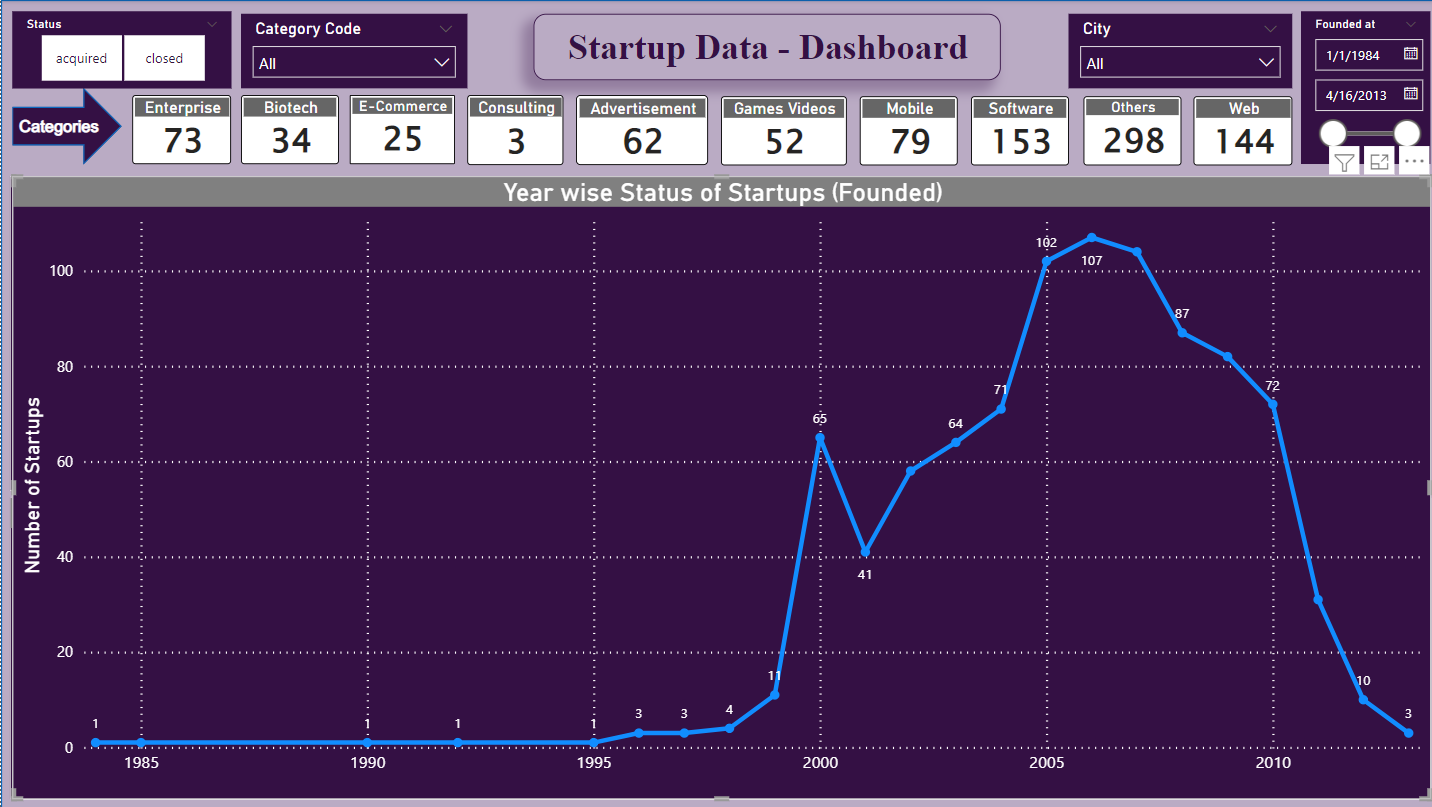 Status
acquired closed
Category Code
All
Startup Data - Dashboard
City
All
Founded at
1/1/1984
4/16/2013
Categories
Enterprise
73
Biotech
34
E-Commerce
25
Consulting
3
Advertisement
62
Games Videos
52
Mobile
79
Software
153
Others
298
Web
144
Year wise Status of Startups (Founded)
Number of Startups
100
80
60
40
20
0
1 1 1 1 3 3 4 11 65 41 64 71 102 107 87 72 10 3
1985 1990 1995 2000 2005 2010